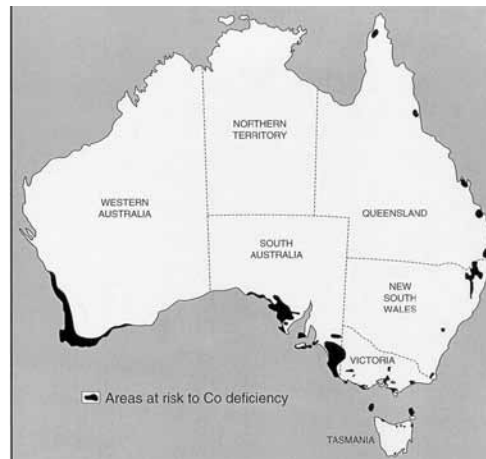 NORTHERN
TERRITORY
WESTERN
AUSTRALIA
QUEENSLAND
SOUTH
AUSTRALIA
NEW
SOUTH
WALES
VICTORIA
Areas at risk to Co deficiency
TASMANIA